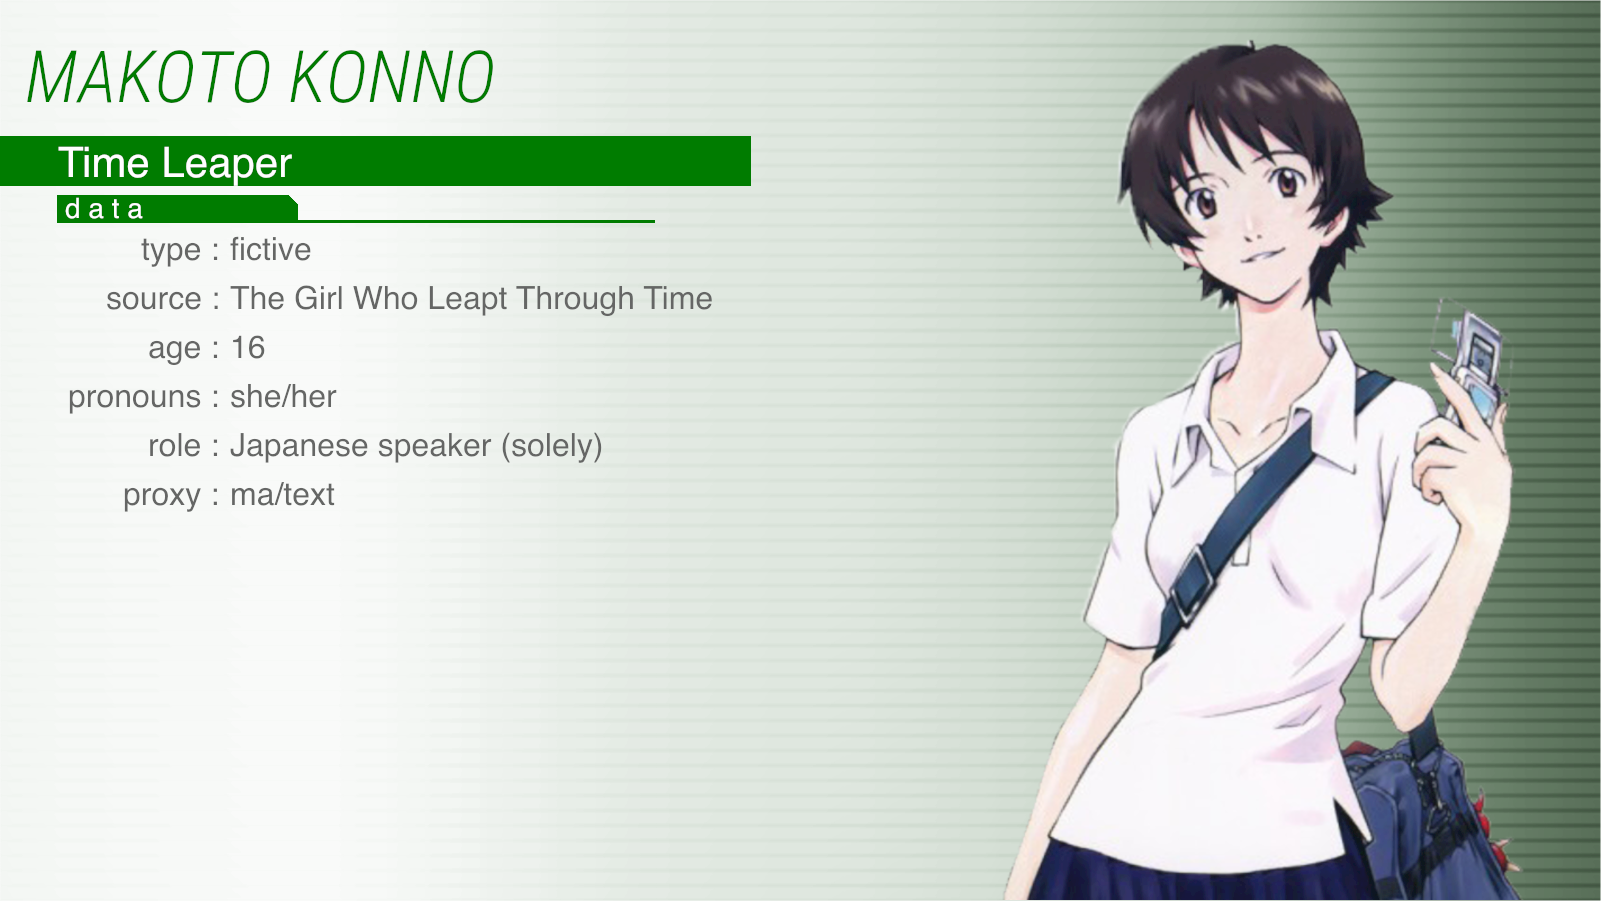 MAKOTO KONNO
Time Leaper
data
type : fictive
source : The Girl Who Leapt Through Time
age : 16
pronouns : she/her
role : Japanese speaker (solely)
proxy : ma/text